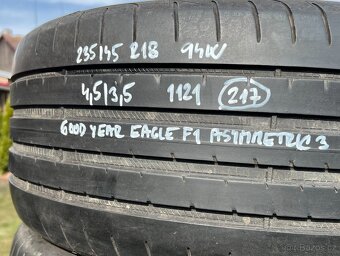 235/45 R18 94W
4,5/3,5 1121 217
GOOD YEAR EAGLE F1 ASYMMETRIC 3